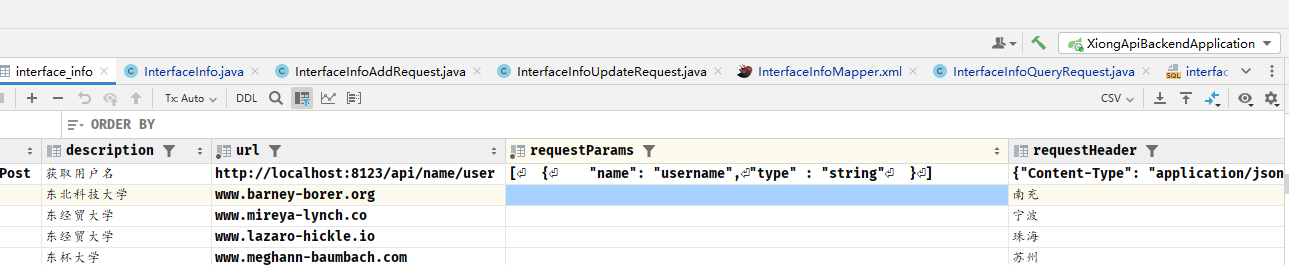 XiongApiBackendApplication
interface_info InterfaceInfo.java InterfaceInfoAddRequest.java InterfaceInfoUpdateRequest.java InterfaceInfoMapper.xml InterfaceInfoQueryRequest.java SQL interfac
Tx: Auto DDL CSV
ORDER BY
description url requestParams requestHeader
Post 获取用户名 http://localhost:8123/api/name/user [⏎ {⏎ "name": "username",⏎"type" : "string"⏎ }⏎] {"Content-Type": "application/json
东北科技大学 www.barney-borer.org 南充
东经贸大学 www.mireya-lynch.co 宁波
东经贸大学 www.lazaro-hickle.io 珠海
东杯大学 www.meghann-baumbach.com 苏州